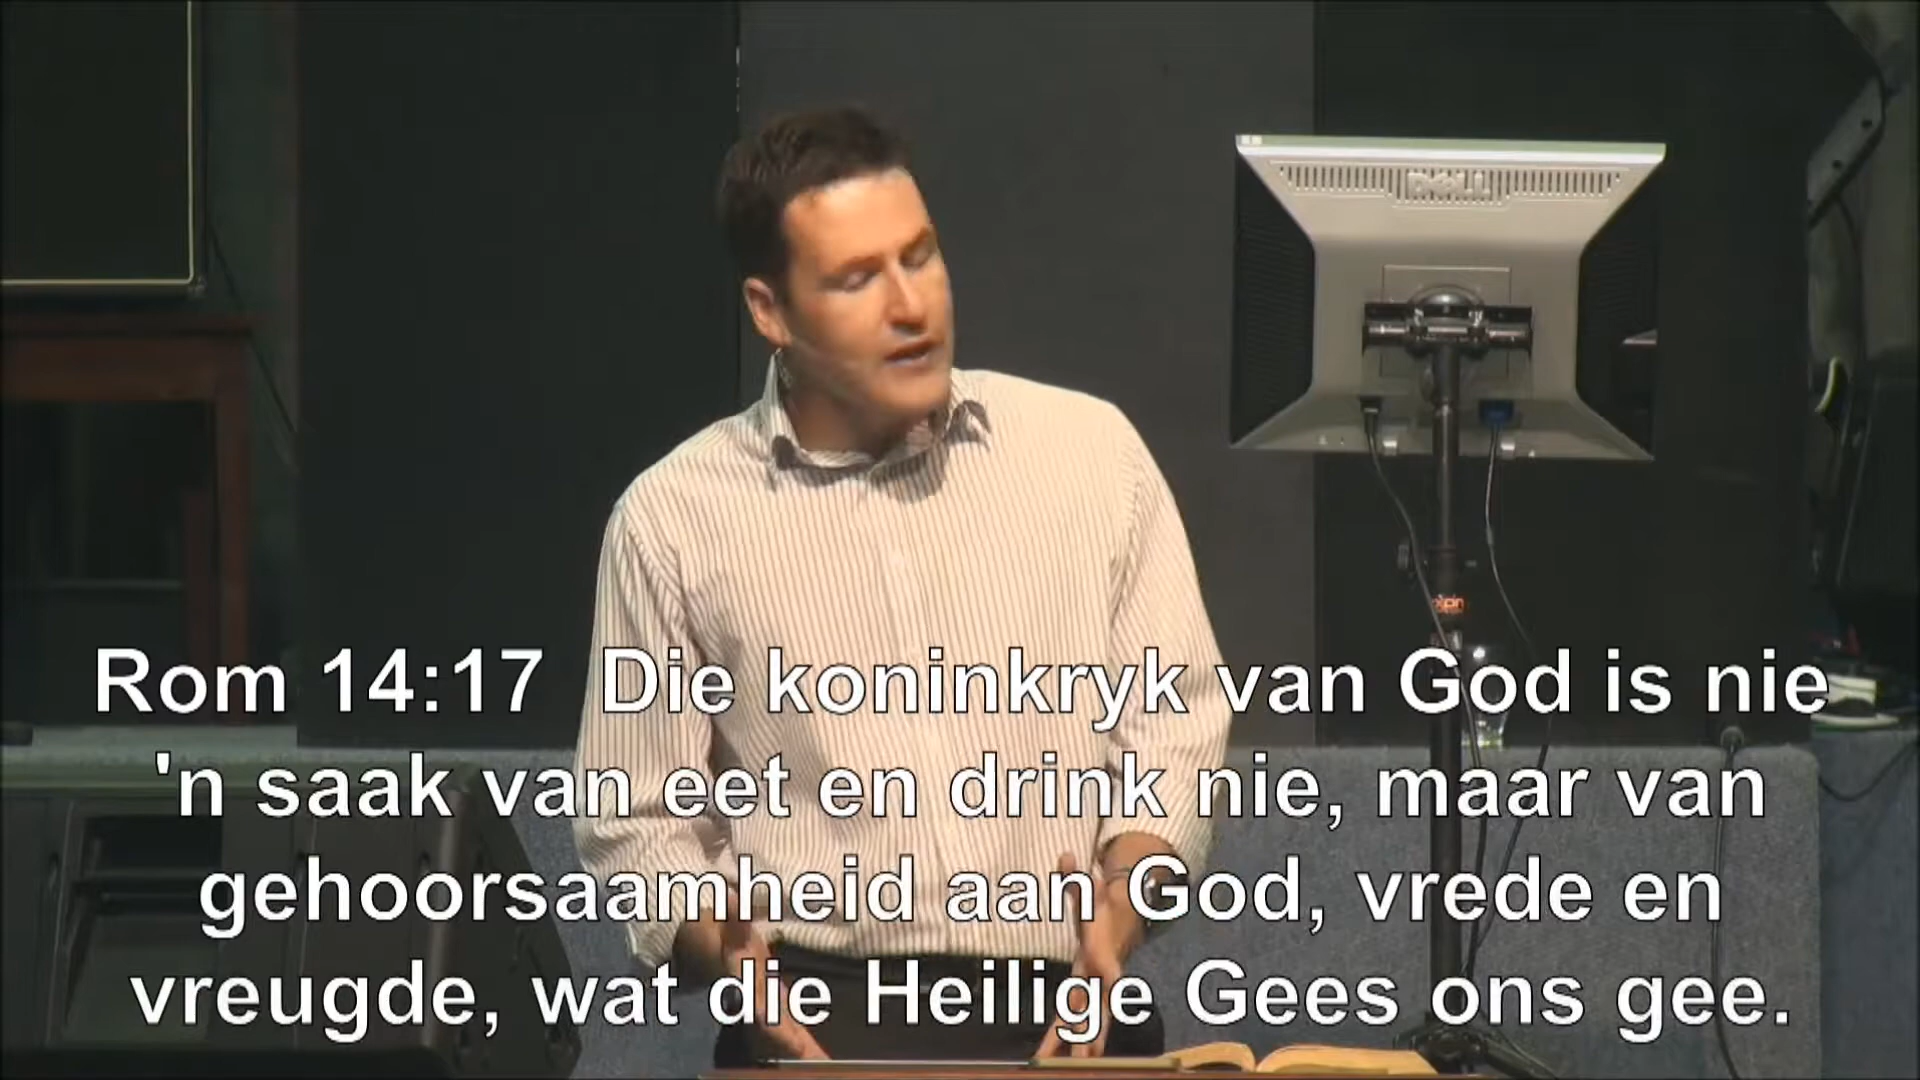 DELL
Rom 14:17  Die koninkryk van God is nie
'n saak van eet en drink nie, maar van
gehoorsaamheid aan God, vrede en
vreugde, wat die Heilige Gees ons gee.